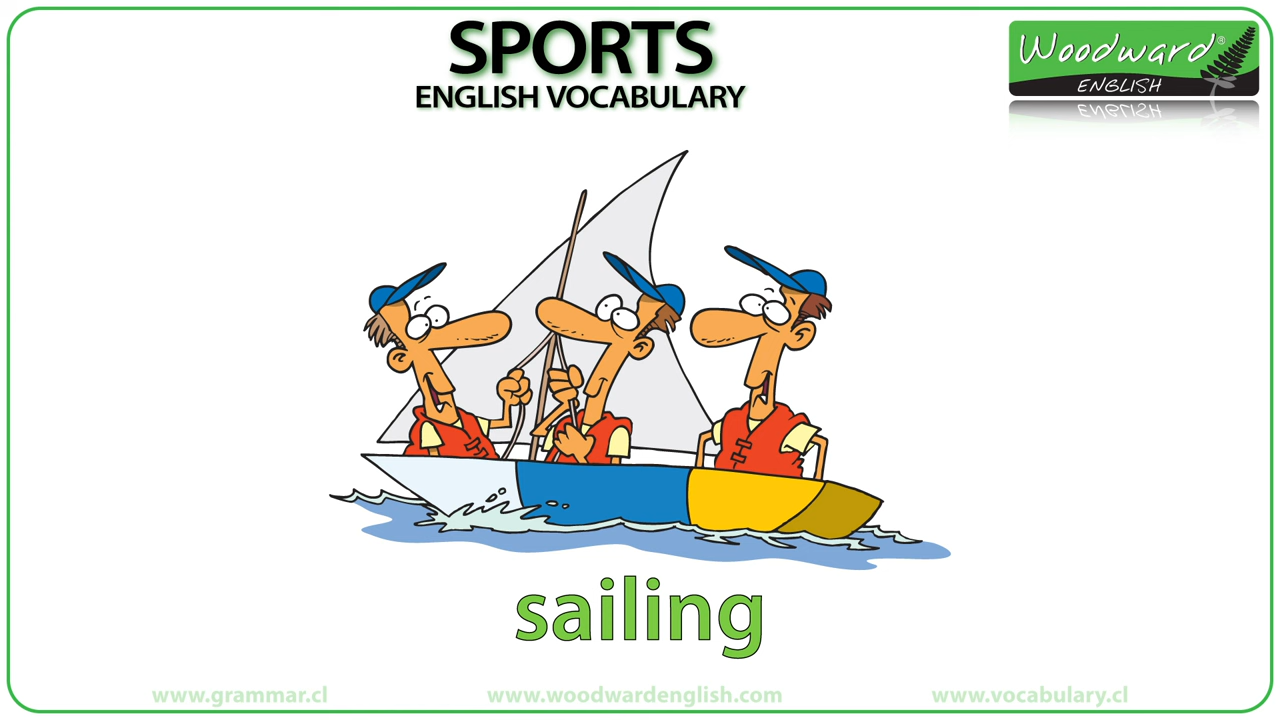 SPORTS
ENGLISH VOCABULARY
Woodward®
ENGLISH
sailing
www.grammar.cl
www.woodwardenglish.com
www.vocabulary.cl